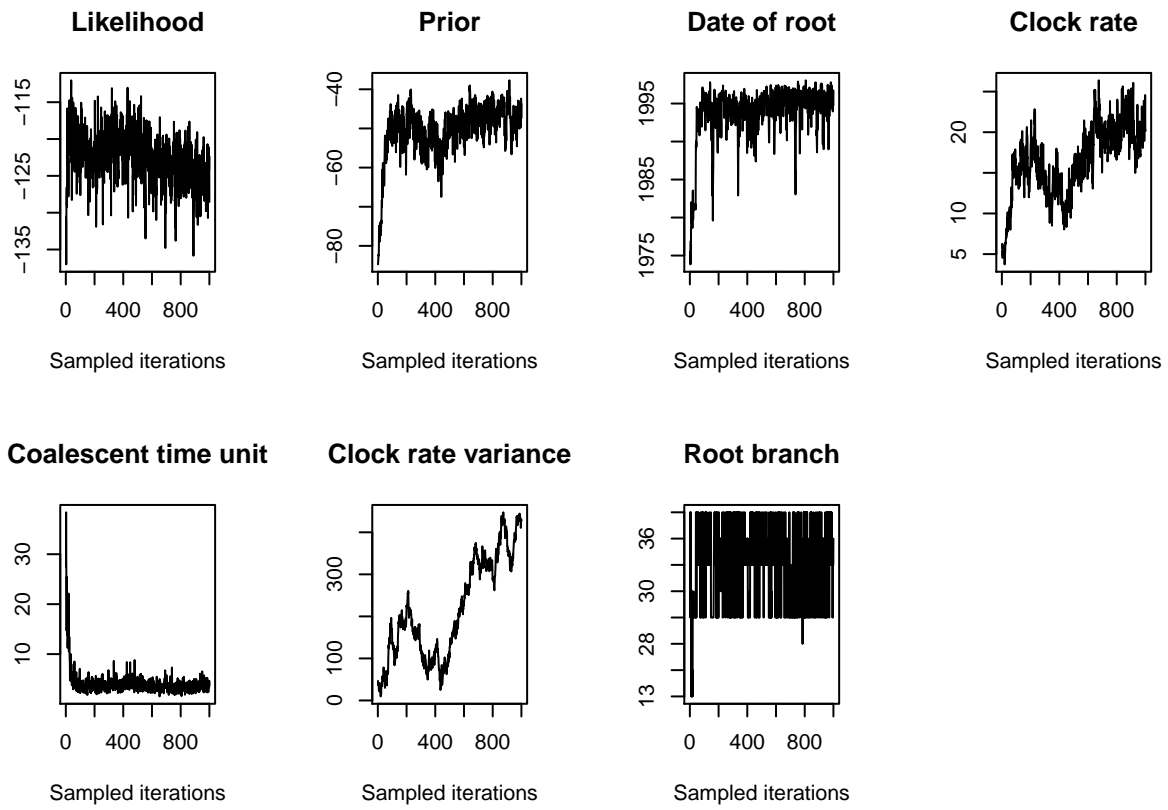 Likelihood
Prior
Date of root
Clock rate
−115
−125
−135
−40
−60
−80
1995
1985
1975
20
10
5
0 400 800
0 400 800
0 400 800
0 400 800
Sampled iterations
Sampled iterations
Sampled iterations
Sampled iterations
Coalescent time unit
Clock rate variance
Root branch
30
20
10
300
100
0
36
30
28
13
0 400 800
0 400 800
0 400 800
Sampled iterations
Sampled iterations
Sampled iterations